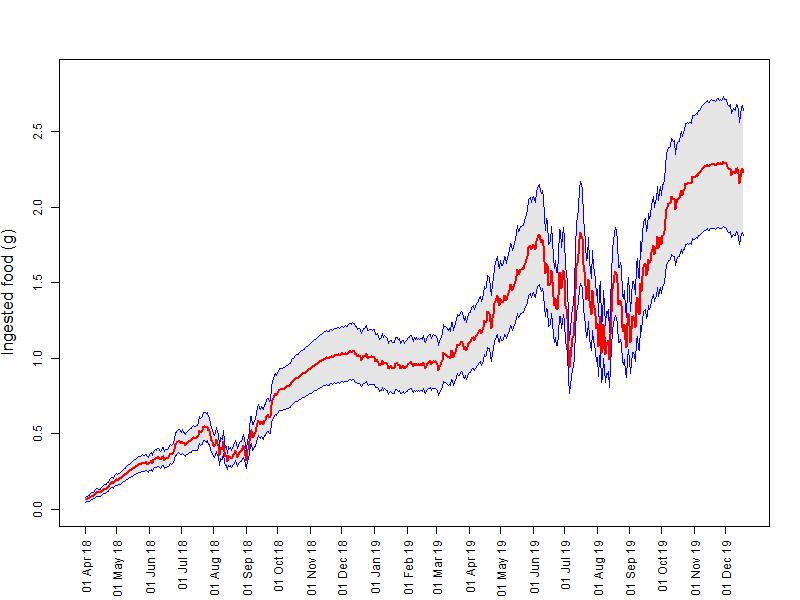 Ingested food (g)
2.5
2.0
1.5
1.0
0.5
0.0
01 Apr 18
01 May 18
01 Jun 18
01 Jul 18
01 Aug 18
01 Sep 18
01 Oct 18
01 Nov 18
01 Dec 18
01 Jan 19
01 Feb 19
01 Mar 19
01 Apr 19
01 May 19
01 Jun 19
01 Jul 19
01 Aug 19
01 Sep 19
01 Oct 19
01 Nov 19
01 Dec 19